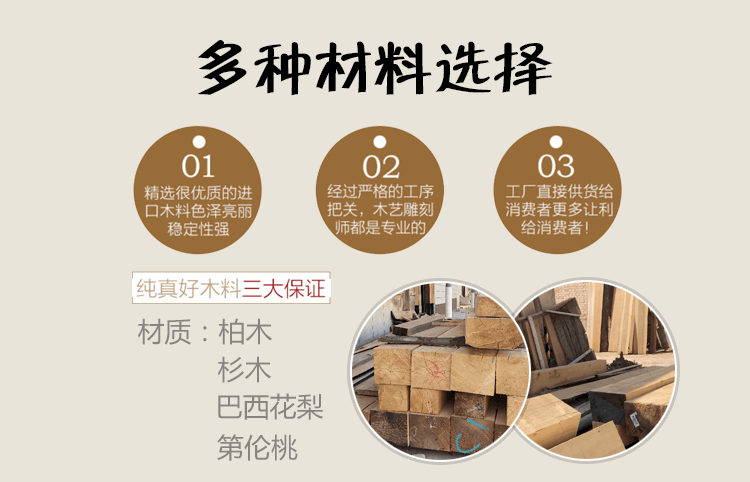 多种材料选择
01
精选很优质的进
口木料色泽亮丽
稳定性强
02
经过严格的工序
把关，木艺雕刻
师都是专业的
03
工厂直接供货给
消费者更多让利
给消费者！
纯真好木料三大保证
材质：柏木
杉木
巴西花梨
第伦桃